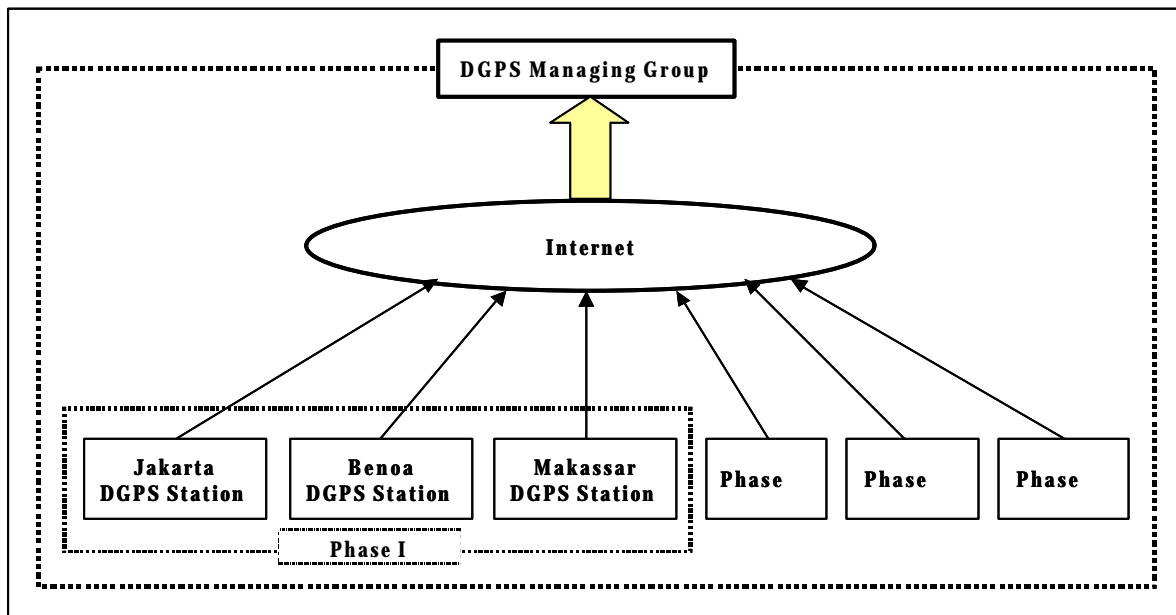 DGPS Managing Group
Internet
Jakarta
DGPS Station
Benoa
DGPS Station
Makassar
DGPS Station
Phase
Phase
Phase
Phase I